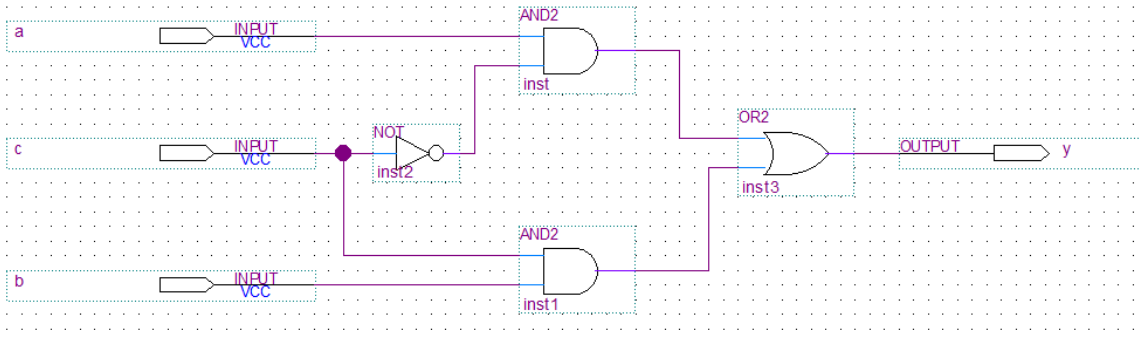 a
INPUT
VCC
AND2
inst
c
INPUT
VCC
NOT
inst2
OR2
inst3
OUTPUT
y
AND2
inst1
b
INPUT
VCC